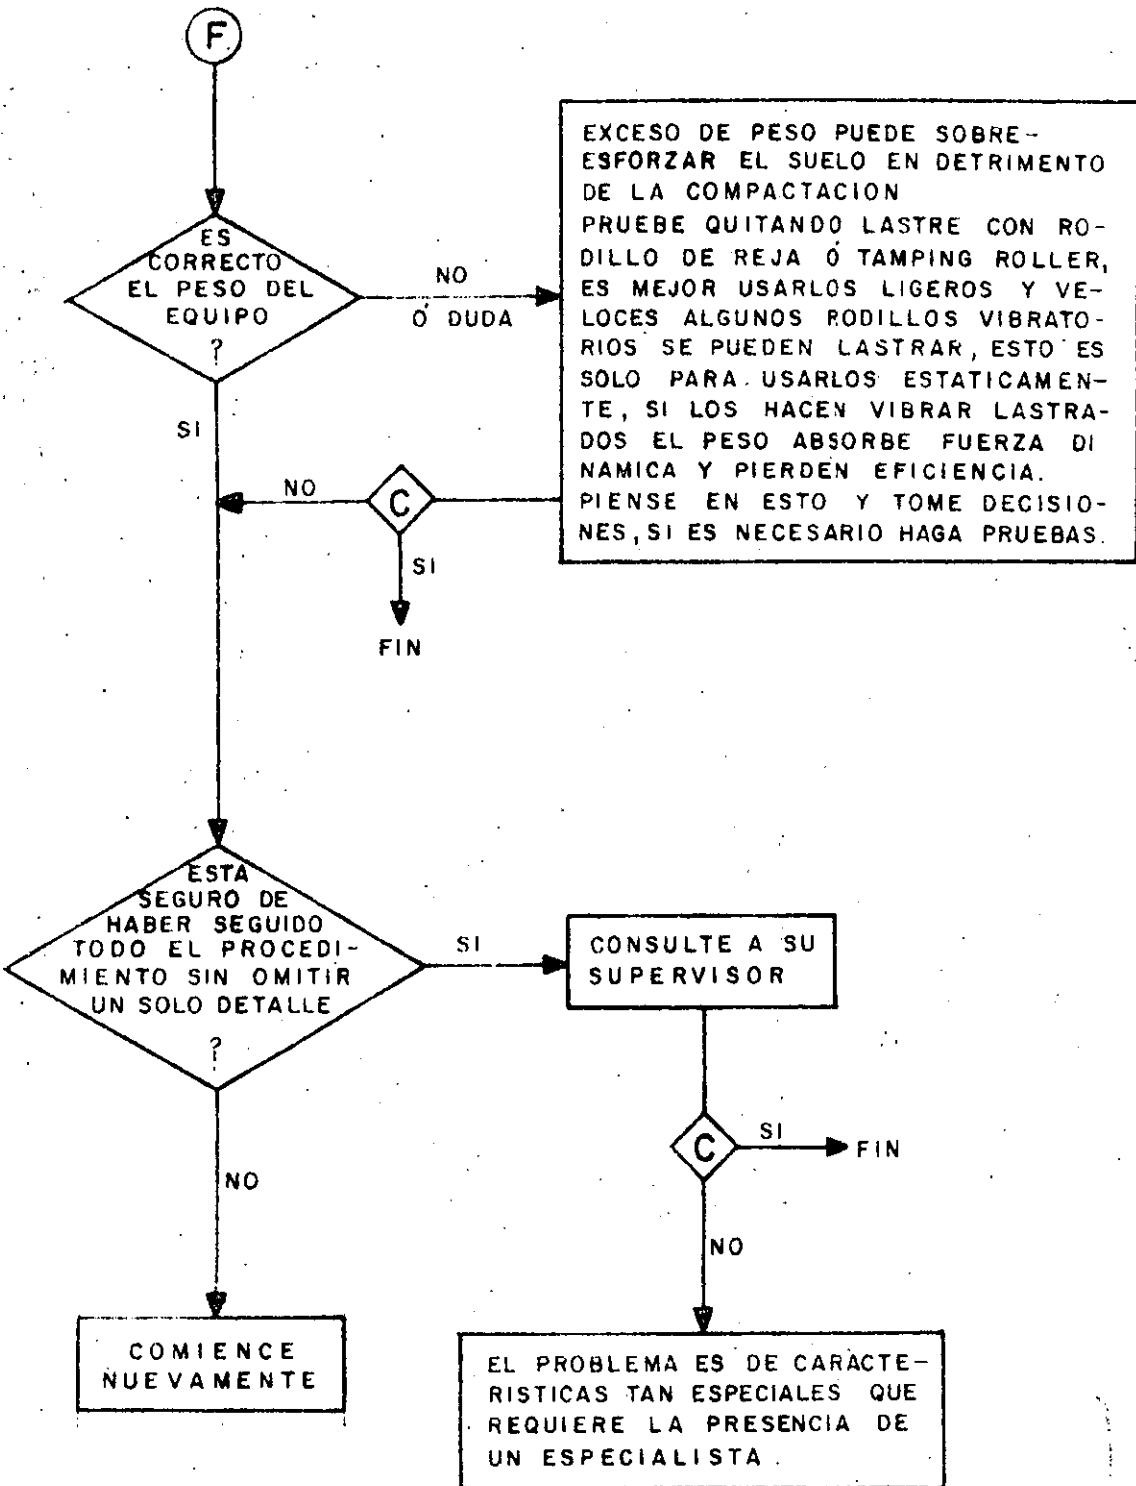 F
ES
CORRECTO
EL PESO DEL
EQUIPO
?
NO
Ó DUDA
EXCESO DE PESO PUEDE SOBRE-
ESFORZAR EL SUELO EN DETRIMENTO
DE LA COMPACTACION
PRUEBE QUITANDO LASTRE CON RO-
DILLO DE REJA Ó TAMPING ROLLER,
ES MEJOR USARLOS LIGEROS Y VE-
LOCES ALGUNOS RODILLOS VIBRATO-
RIOS SE PUEDEN LASTRAR, ESTO ES
SOLO PARA USARLOS ESTATICAMEN-
TE, SI LOS HACEN VIBRAR LASTRA-
DOS EL PESO ABSORBE FUERZA DI
NAMICA Y PIERDEN EFICIENCIA.
PIENSE EN ESTO Y TOME DECISIO-
NES, SI ES NECESARIO HAGA PRUEBAS.
SI
NO
C
SI
FIN
ESTA
SEGURO DE
HABER SEGUIDO
TODO EL PROCEDI-
MIENTO SIN OMITIR
UN SOLO DETALLE
?
SI
CONSULTE A SU
SUPERVISOR
C
SI
FIN
NO
NO
COMIENCE
NUEVAMENTE
EL PROBLEMA ES DE CARACTE-
RISTICAS TAN ESPECIALES QUE
REQUIERE LA PRESENCIA DE
UN ESPECIALISTA.